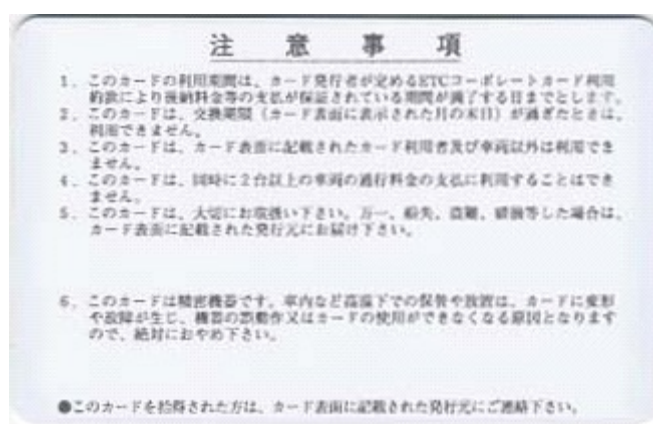 注意事項
1．このカードの利用期間は、カード発行者が定めるETCコーポレートカード利用
約款により後納料金等の支払が保証されている期間が満了する日までとします。
2．このカードは、交換期限（カード表面に表示された月の末日）が過ぎたときは、
利用できません。
3．このカードは、カード表面に記載されたカード利用者及び車両以外は利用でき
ません。
4．このカードは、同時に2台以上の車両の通行料金の支払に利用することはでき
ません。
5．このカードは、大切にお取扱い下さい。万一、紛失、盗難、破損等した場合は、
カード表面に記載された発行元にお届け下さい。
6．このカードは精密機器です。車内など高温下での保管や放置は、カードに変形
や故障が生じ、機器の誤動作又はカードの使用ができなくなる原因となります
ので、絶対におやめ下さい。
●このカードを拾得された方は、カード表面に記載された発行元にご連絡下さい。